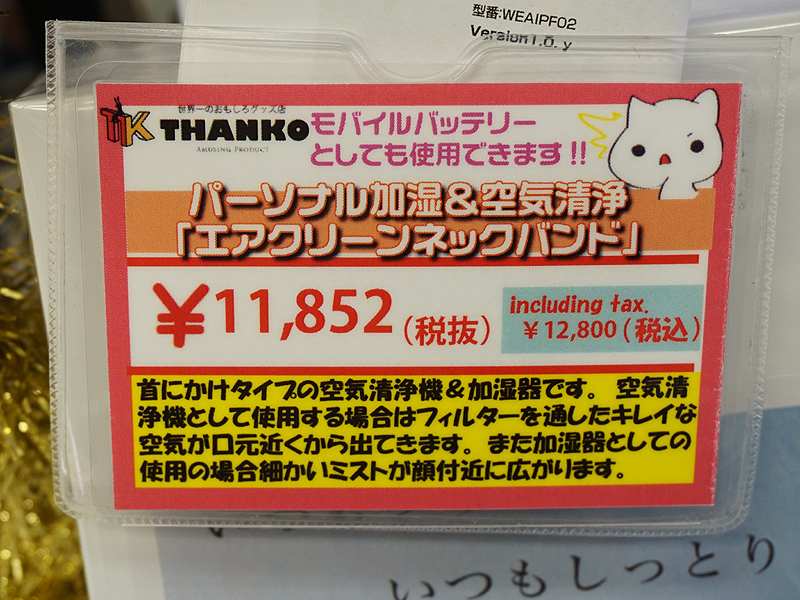 型番:WEAIPF02
Version1.0. y
世界一のおもしろグッズ店
TK THANKO
AMUSING PRODUCT
モバイルバッテリー
としても使用できます!!
パーソナル加湿&空気清浄
「エアクリーンネックバンド」
¥11,852(税抜)
including tax.
¥12,800(税込)
首にかけタイプの空気清浄機&加湿器です。空気清
浄機として使用する場合はフィルターを通したキレイな
空気が口元近くから出てきます。また加湿器としての
使用の場合細かいミストが顔付近に広がります。
いつもしっとり